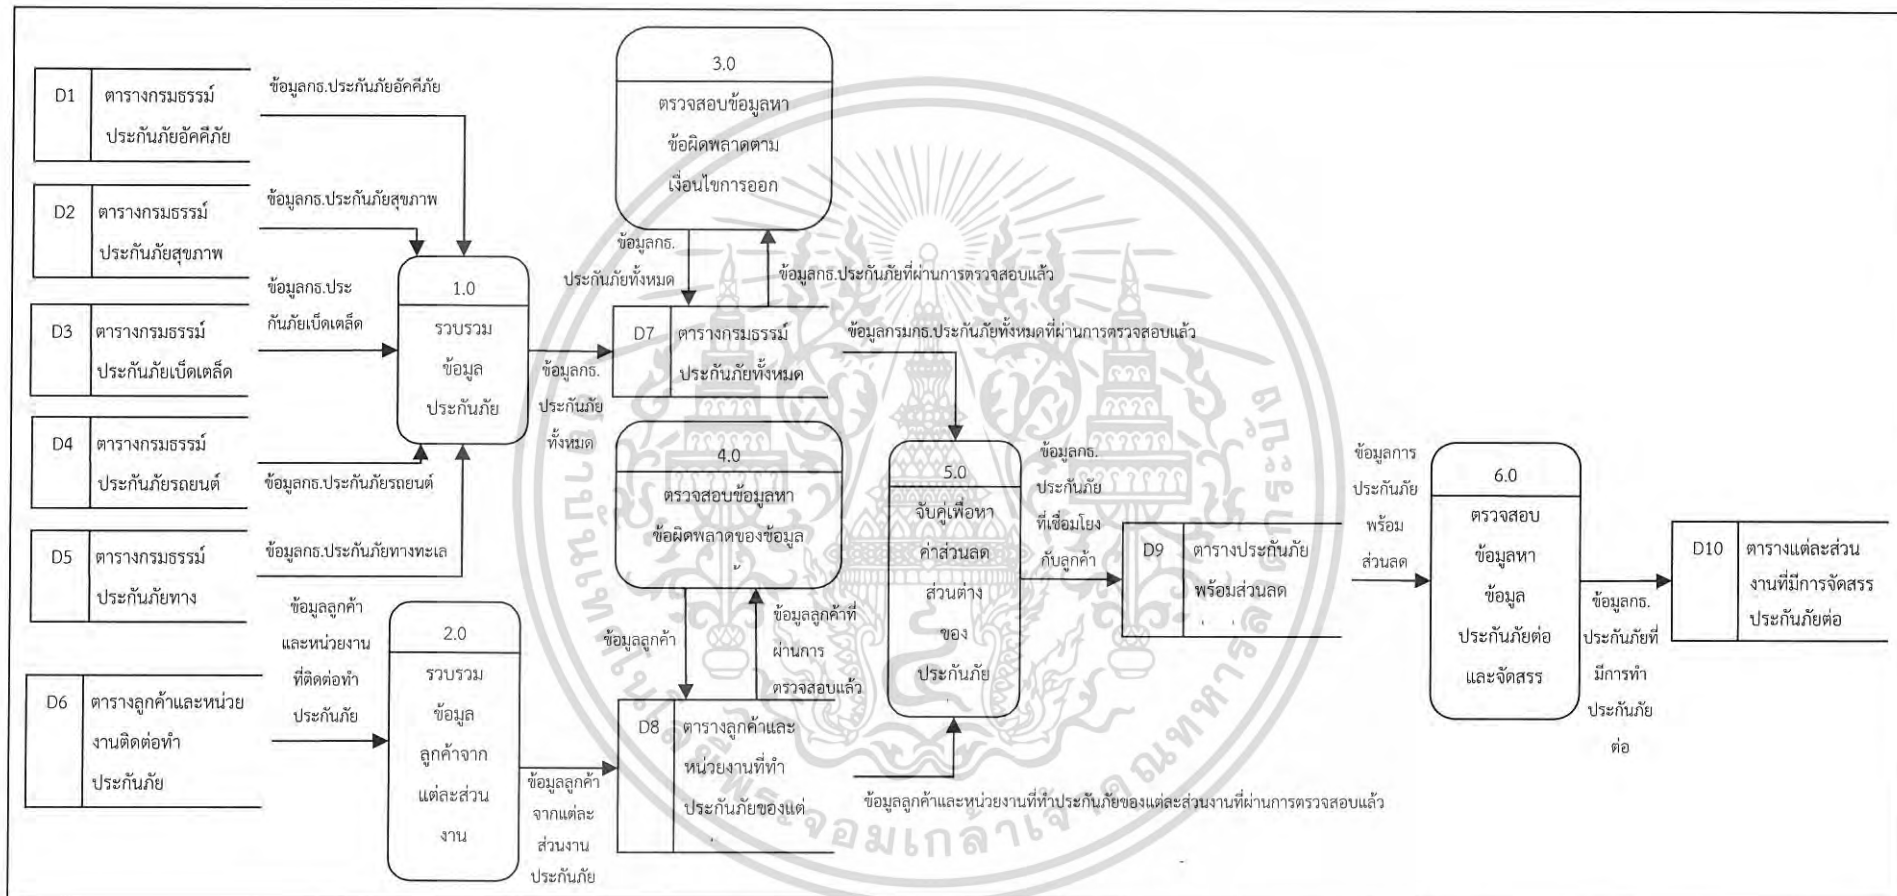 D1
ตารางกรมธรรม์
ประกันภัยอัคคีภัย
ข้อมูลกธ.ประกันภัยอัคคีภัย
D2
ตารางกรมธรรม์
ประกันภัยสุขภาพ
ข้อมูลกธ.ประกันภัยสุขภาพ
D3
ตารางกรมธรรม์
ประกันภัยเบ็ดเตล็ด
ข้อมูลกธ.ประ
กันภัยเบ็ดเตล็ด
D4
ตารางกรมธรรม์
ประกันภัยรถยนต์
ข้อมูลกธ.ประกันภัยรถยนต์
D5
ตารางกรมธรรม์
ประกันภัยทาง
ข้อมูลกธ.ประกันภัยทางทะเล
D6
ตารางลูกค้าและหน่วย
งานติดต่อทำ
ประกันภัย
ข้อมูลลูกค้า
และหน่วยงาน
ที่ติดต่อทำ
ประกันภัย
1.0
รวบรวม
ข้อมูล
ประกันภัย
ข้อมูลกธ.
ประกันภัย
ทั้งหมด
2.0
รวบรวม
ข้อมูล
ลูกค้าจาก
แต่ละส่วน
งาน
ข้อมูลลูกค้า
จากแต่ละ
ส่วนงาน
ประกันภัย
3.0
ตรวจสอบข้อมูลหา
ข้อผิดพลาดตาม
เงื่อนไขการออก
ข้อมูลกธ.
ประกันภัยทั้งหมด
ข้อมูลกธ.ประกันภัยที่ผ่านการตรวจสอบแล้ว
D7
ตารางกรมธรรม์
ประกันภัยทั้งหมด
ข้อมูลกรมกธ.ประกันภัยทั้งหมดที่ผ่านการตรวจสอบแล้ว
4.0
ตรวจสอบข้อมูลหา
ข้อผิดพลาดของข้อมูล
ข้อมูลลูกค้า
ข้อมูลลูกค้าที่
ผ่านการ
ตรวจสอบแล้ว
D8
ตารางลูกค้าและ
หน่วยงานที่ทำ
ประกันภัยของแต่
ข้อมูลลูกค้าและหน่วยงานที่ทำประกันภัยของแต่ละส่วนงานที่ผ่านการตรวจสอบแล้ว
5.0
จับคู่เพื่อหา
ค่าส่วนลด
ส่วนต่าง
ของ
ประกันภัย
ข้อมูลกธ.
ประกันภัย
ที่เชื่อมโยง
กับลูกค้า
D9
ตารางประกันภัย
พร้อมส่วนลด
ข้อมูลการ
ประกันภัย
พร้อม
ส่วนลด
6.0
ตรวจสอบ
ข้อมูลหา
ข้อมูล
ประกันภัยต่อ
และจัดสรร
ข้อมูลกธ.
ประกันภัยที่
มีการทำ
ประกันภัย
ต่อ
D10
ตารางแต่ละส่วน
งานที่มีการจัดสรร
ประกันภัยต่อ